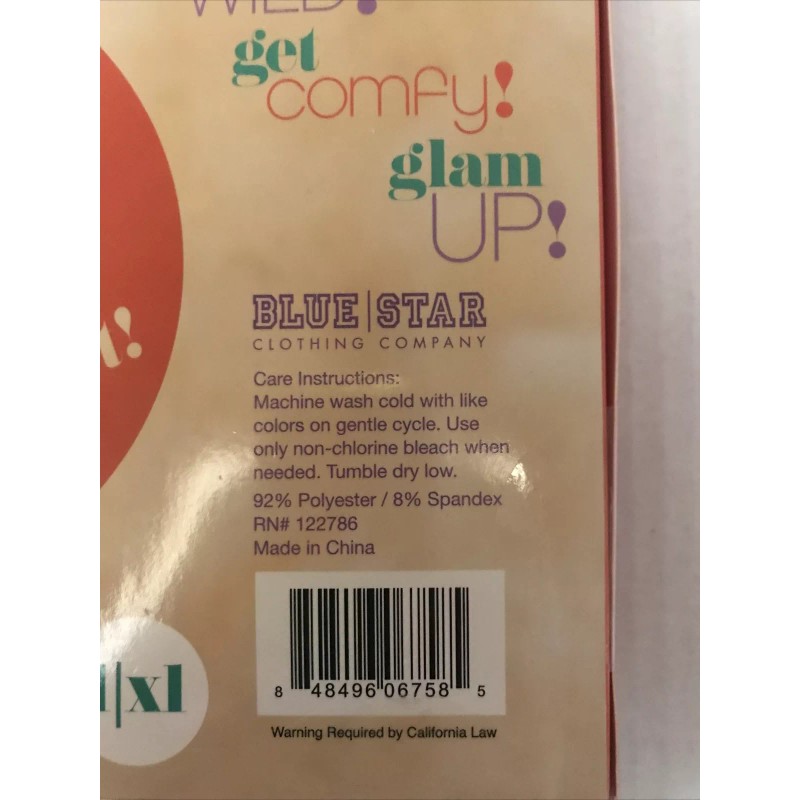 WILD!
get
comfy!
glam
UP!
t!
BLUE|STAR
CLOTHING COMPANY
Care Instructions:
Machine wash cold with like
colors on gentle cycle. Use
only non-chlorine bleach when
needed. Tumble dry low.
92% Polyester / 8% Spandex
RN# 122786
Made in China
l|xl
8 48496 06758 5
Warning Required by California Law